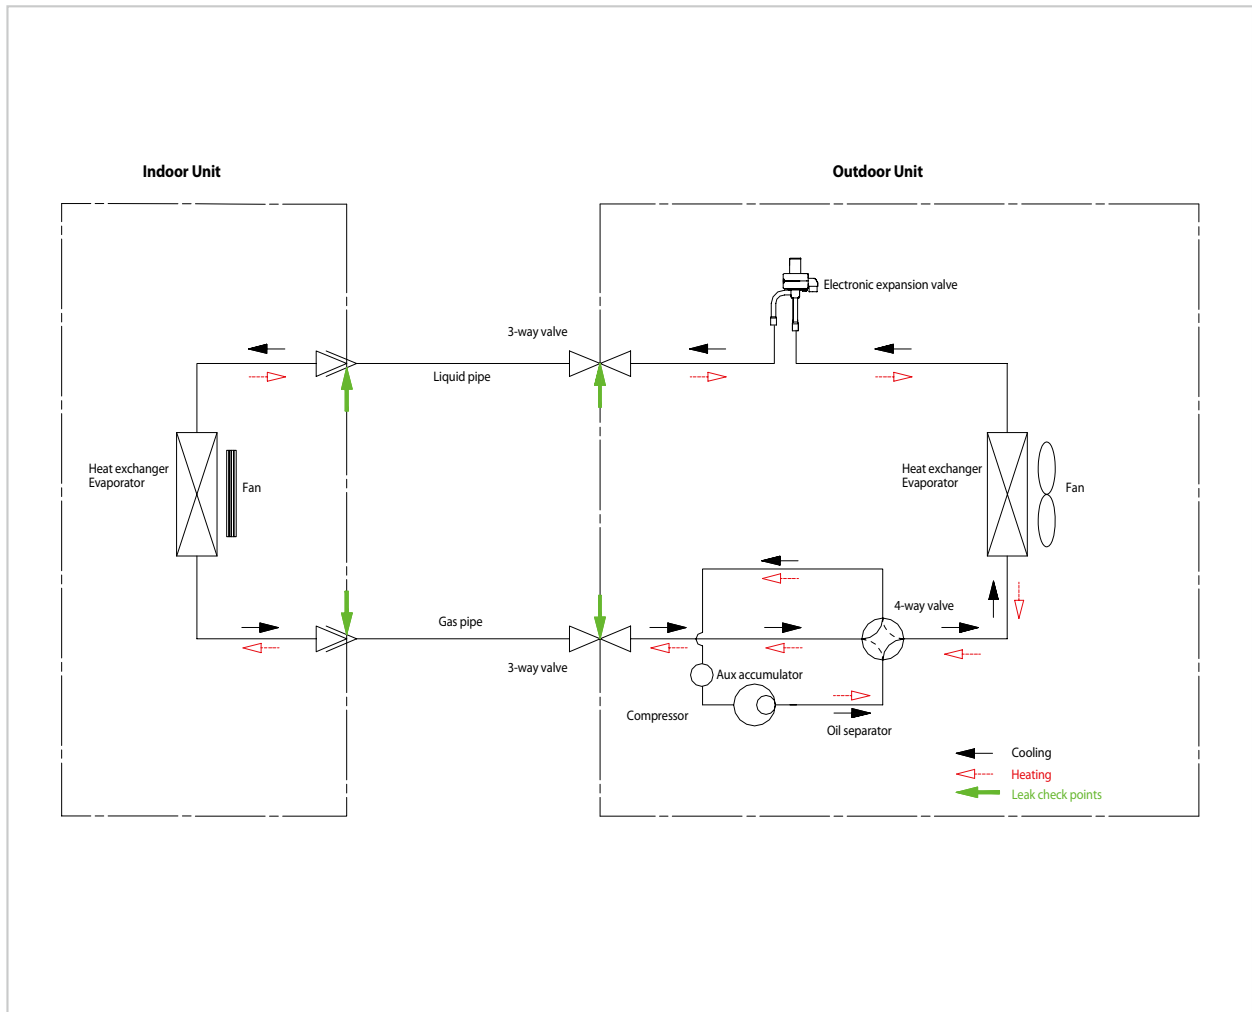 Indoor Unit
Outdoor Unit
Electronic expansion valve
3-way valve
Liquid pipe
Heat exchanger
Evaporator
Fan
Heat exchanger
Evaporator
Fan
4-way valve
Gas pipe
3-way valve
Aux accumulator
Compressor
Oil separator
Cooling
Heating
Leak check points